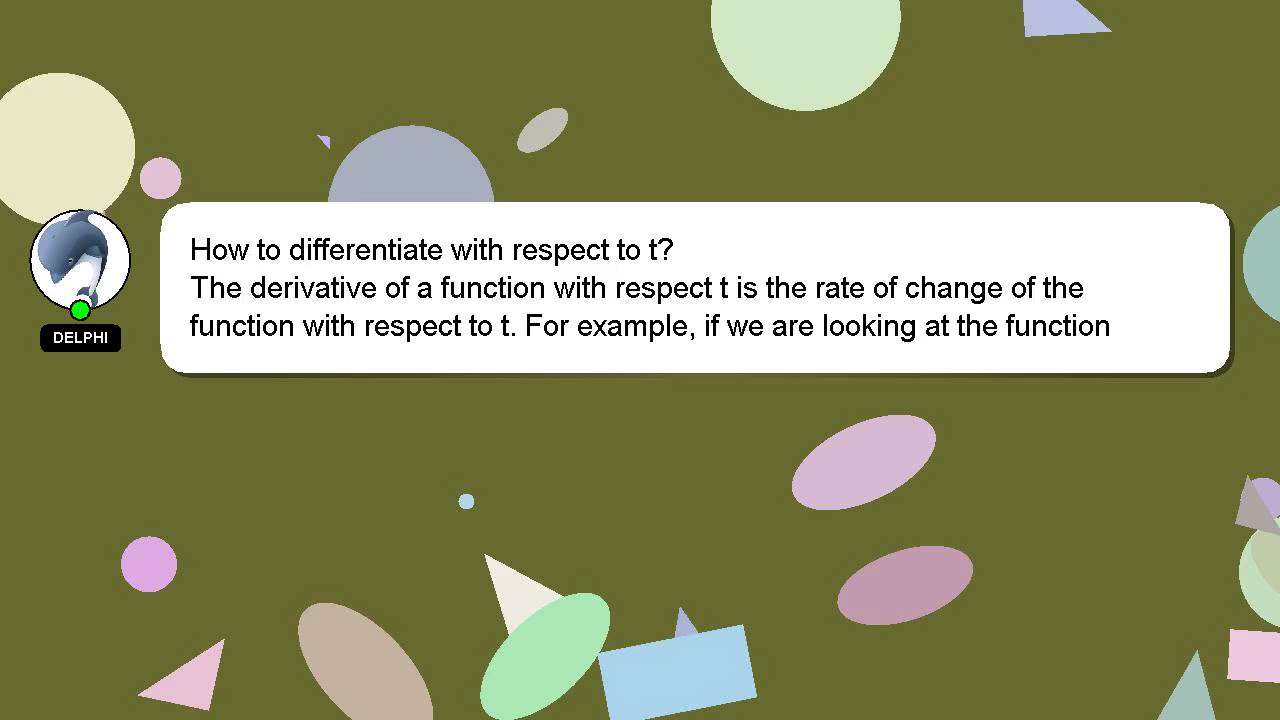 How to differentiate with respect to t?
The derivative of a function with respect t is the rate of change of the
function with respect to t. For example, if we are looking at the function
DELPHI